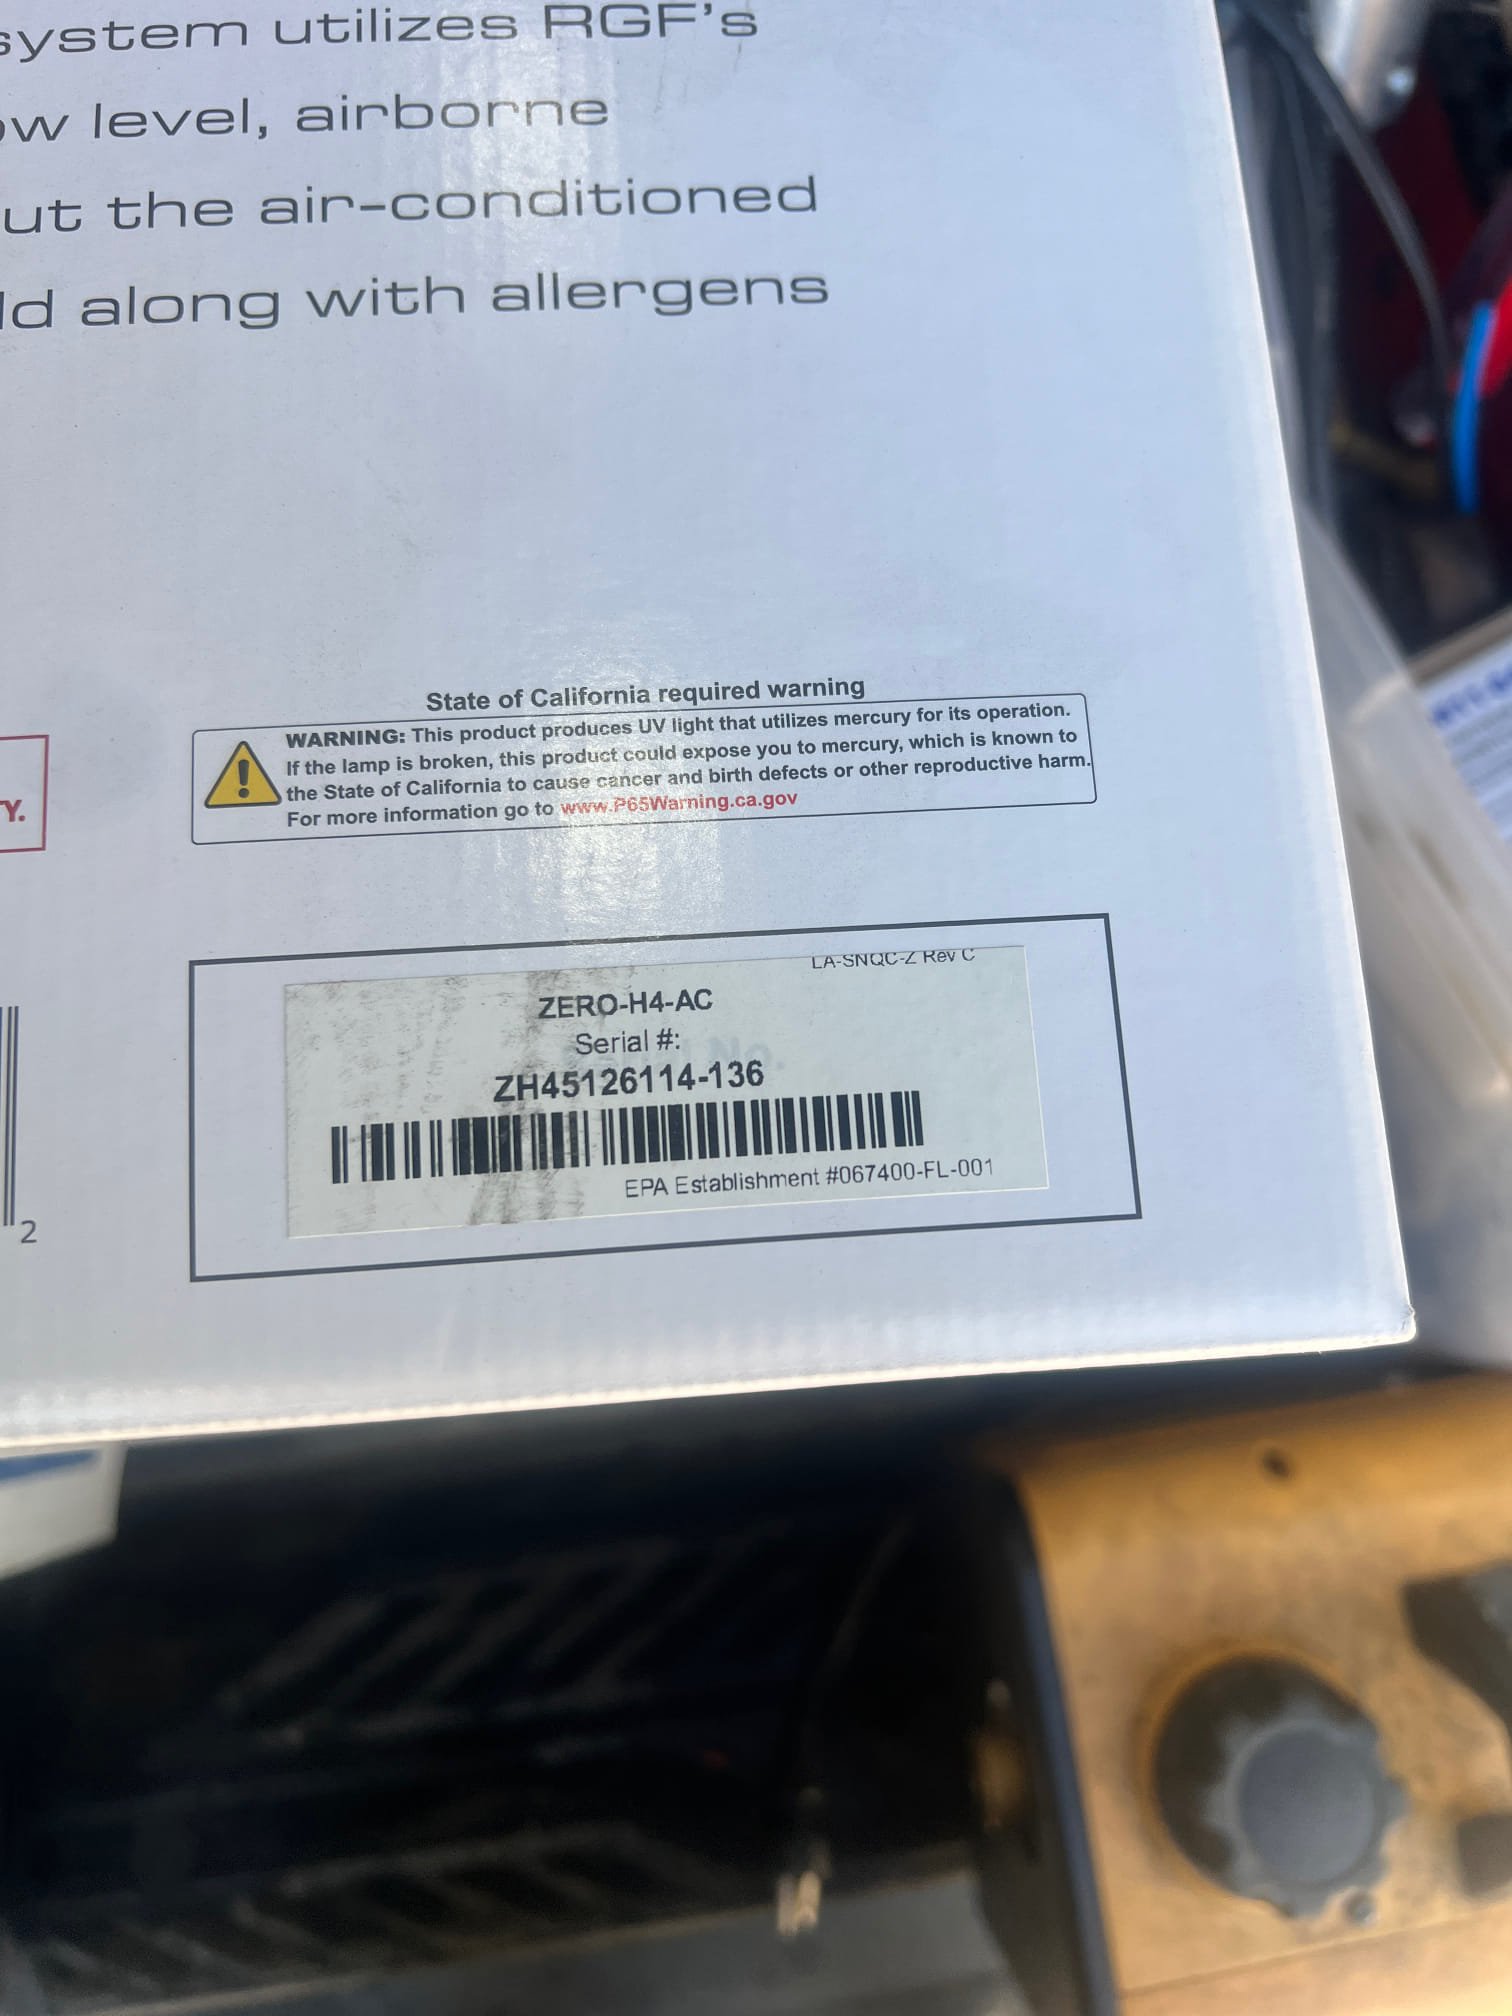 system utilizes RGF's
level, airborne
the air-conditioned
along with allergens
State of California required warning
WARNING: This product produces UV light that utilizes mercury for its operation.
If the lamp is broken, this product could expose you to mercury, which is known to
the State of California to cause cancer and birth defects or other reproductive harm.
For more information go to www.P65Warning.ca.gov
Y.
LA-SNQC-Z Rev C
ZERO-H4-AC
Serial #:
ZH45126114-136
EPA Establishment #067400-FL-001
2